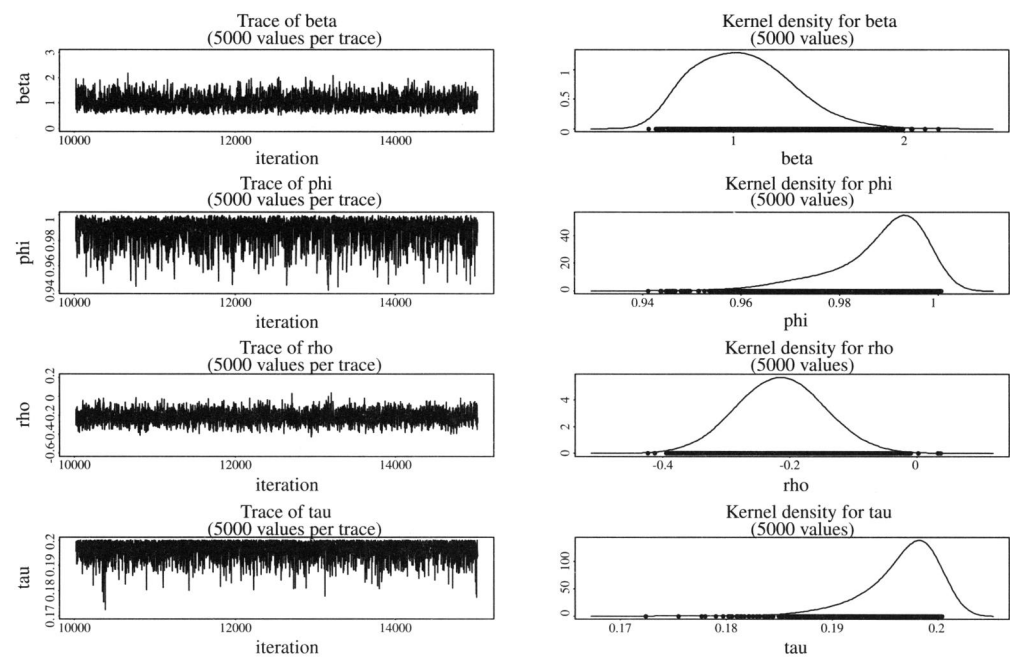 Trace of beta
(5000 values per trace)
beta
3
2
1
0
10000 12000 14000
iteration
Kernel density for beta
(5000 values)
1
0.5
0
1 2
beta
Trace of phi
(5000 values per trace)
phi
1
0.98
0.96
0.94
10000 12000 14000
iteration
Kernel density for phi
(5000 values)
40
20
0
0.94 0.96 0.98 1
phi
Trace of rho
(5000 values per trace)
rho
0.2
0
-0.2
-0.4
-0.6
10000 12000 14000
iteration
Kernel density for rho
(5000 values)
4
2
0
-0.4 -0.2 0
rho
Trace of tau
(5000 values per trace)
tau
0.2
0.19
0.18
0.17
10000 12000 14000
iteration
Kernel density for tau
(5000 values)
100
50
0
0.17 0.18 0.19 0.2
tau